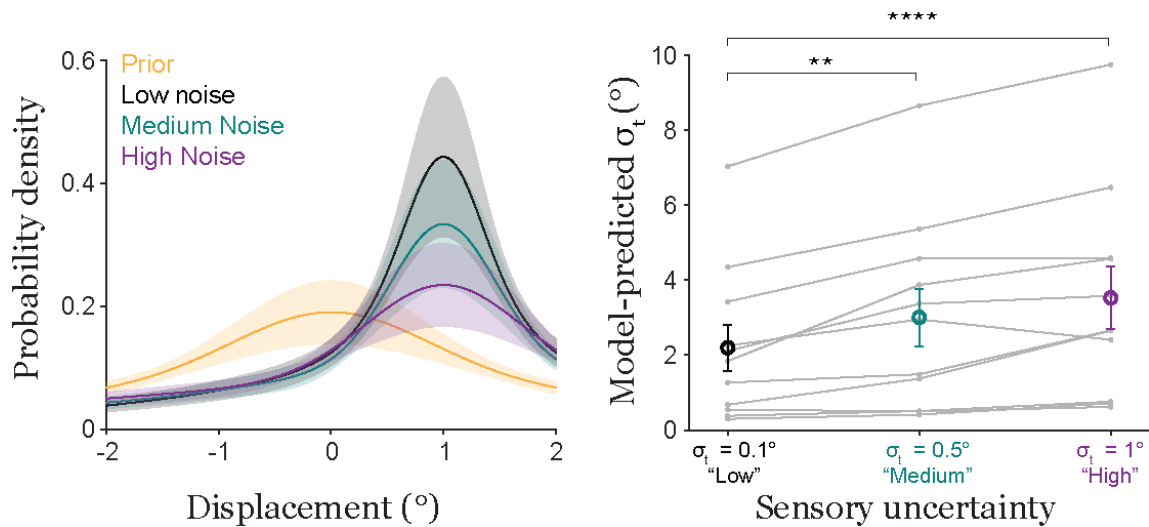 Probability density
0.6
0.4
0.2
0
Prior
Low noise
Medium Noise
High Noise
-2
-1
0
1
2
Displacement (°)
****
**
Model-predicted σt (°)
10
8
6
4
2
0
σt = 0.1°
“Low”
σt = 0.5°
“Medium”
σt = 1°
“High”
Sensory uncertainty